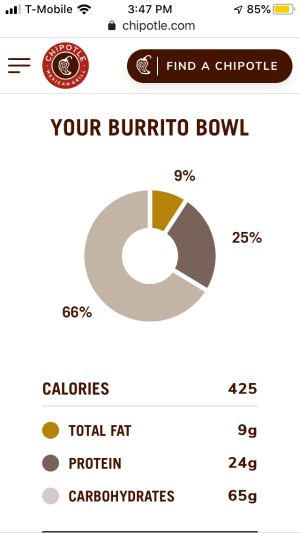 T-Mobile 3:47 PM 85%
chipotle.com
CHIPOTLE
MEXICAN GRILL
FIND A CHIPOTLE
YOUR BURRITO BOWL
9%
25%
66%
CALORIES 425
TOTAL FAT 9g
PROTEIN 24g
CARBOHYDRATES 65g